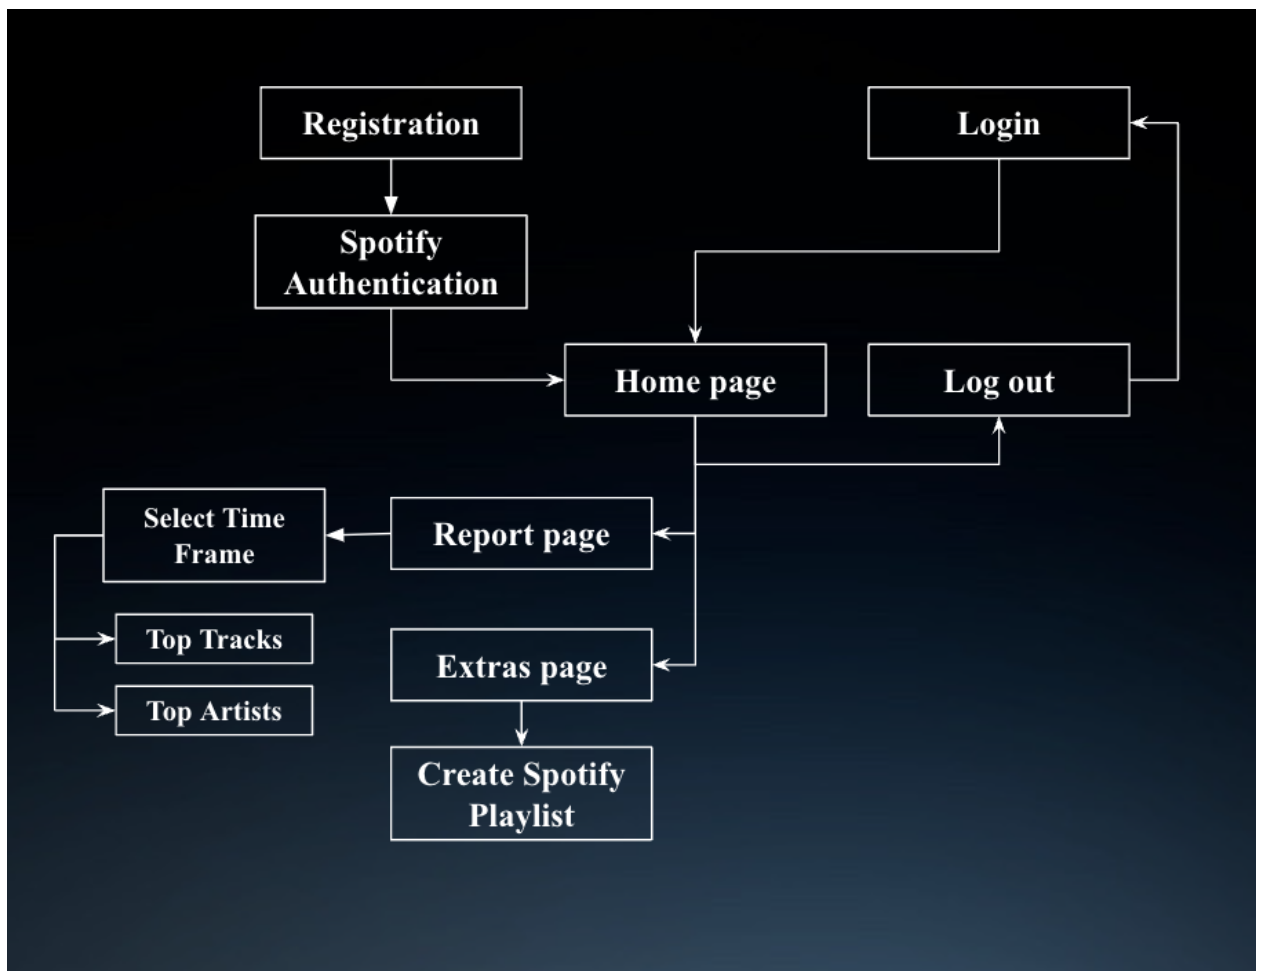 Registration
Login
Spotify
Authentication
Home page
Log out
Select Time
Frame
Report page
Top Tracks
Extras page
Top Artists
Create Spotify
Playlist